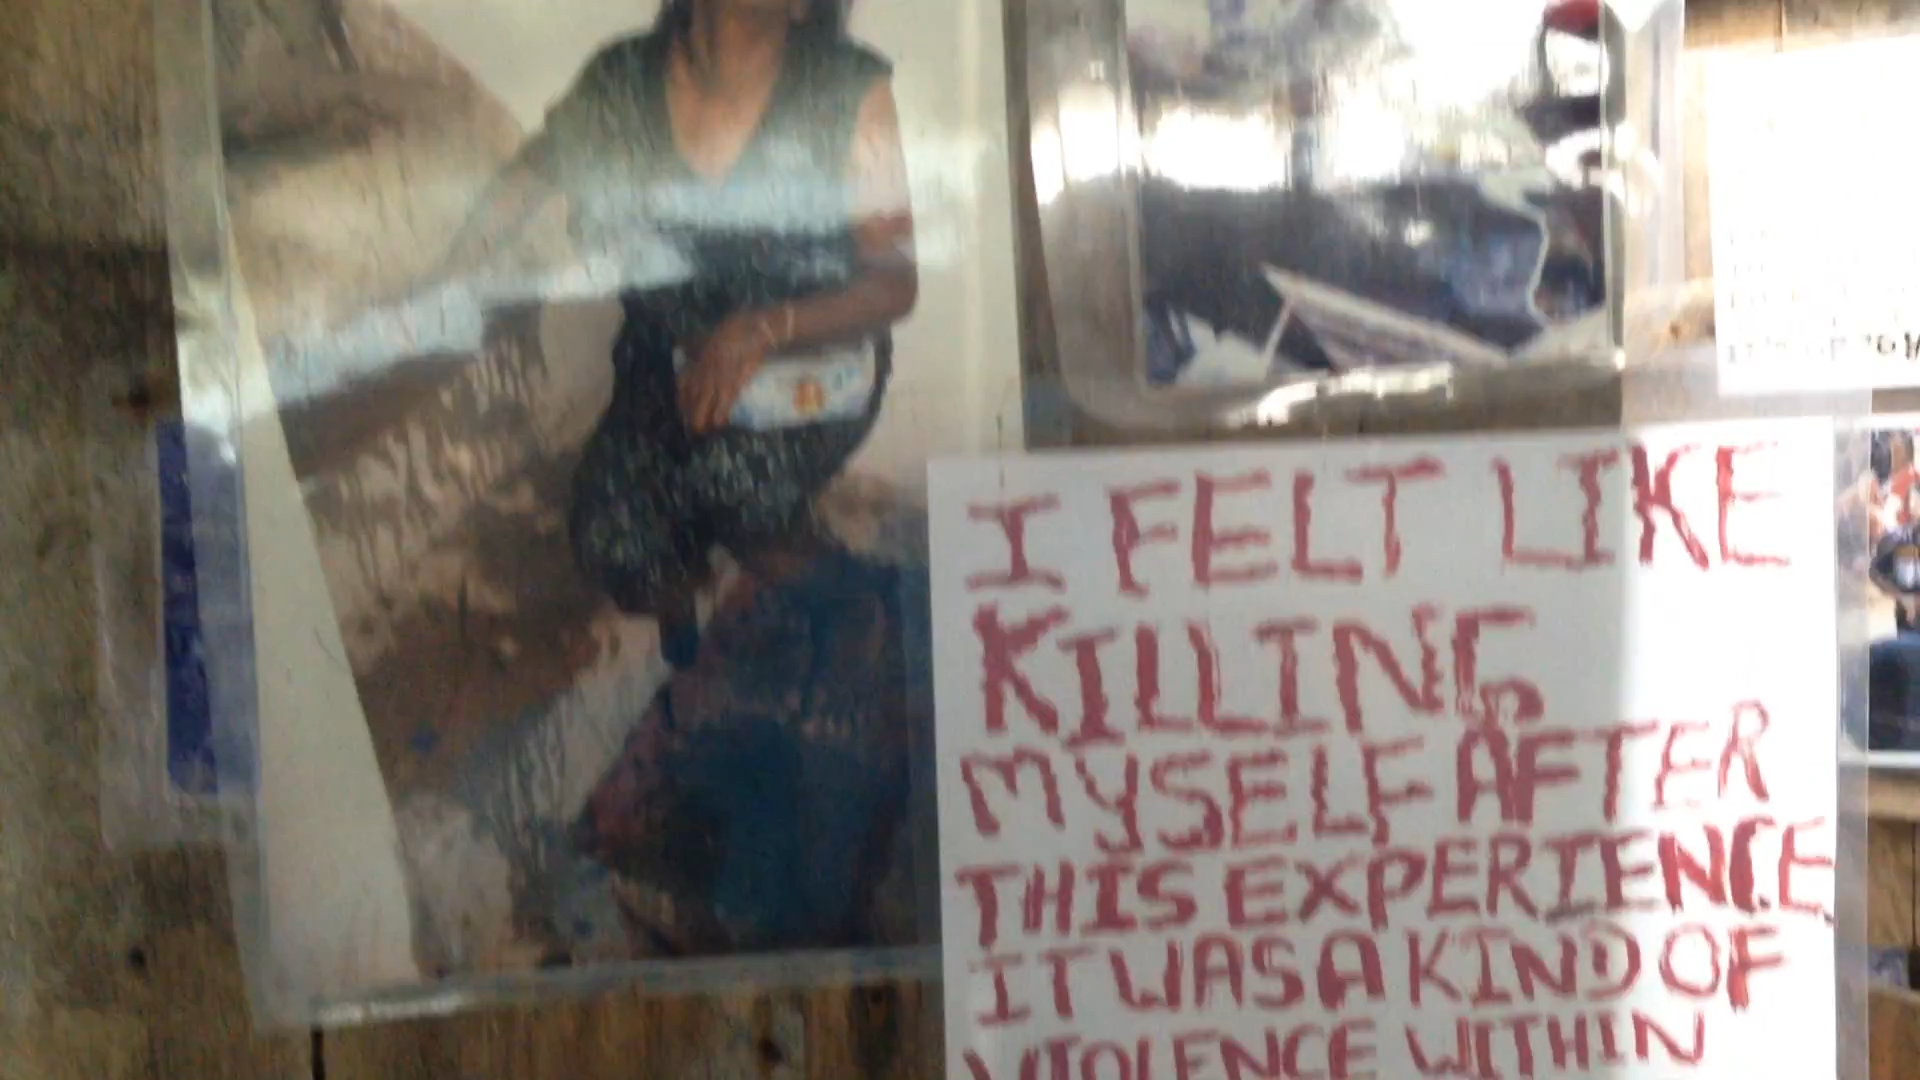 I FELT LIKE
KILLING
MYSELF AFTER
THIS EXPERIENCE
IT WAS A KIND OF
VIOLENCE WITHIN